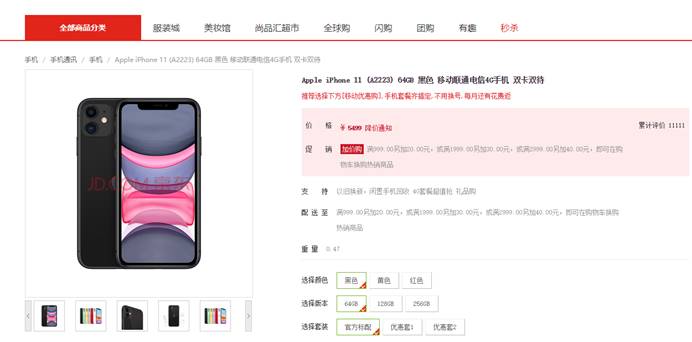 全部商品分类 服装城 美妆馆 尚品汇超市 全球购 闪购 团购 有趣 秒杀
手机 / 手机通讯 / 手机 / Apple iPhone 11 (A2223) 64GB 黑色 移动联通电信4G手机 双卡双待
Apple iPhone 11 (A2223) 64GB 黑色 移动联通电信4G手机 双卡双待
推荐选择下方[移动优惠购],手机套餐齐搞定,不用换号,每月还有花费返
价 格 ¥ 5499 降价通知 累计评价 11111
促 销 加价购 满999.00另加20.00元，或满1999.00另加30.00元，或满2999.00另加40.00元，即可在购
物车换购热销商品
支 持 以旧换新，闲置手机回收 4G套餐超值抢 礼品购
配 送 至 满999.00另加20.00元，或满1999.00另加30.00元，或满2999.00另加40.00元，即可在购物车换购
热销商品
重 量 0.47
选择颜色 黑色 黄色 红色
选择版本 64GB 128GB 256GB
选择套装 官方标配 优惠套1 优惠套2
JD.COM 京东